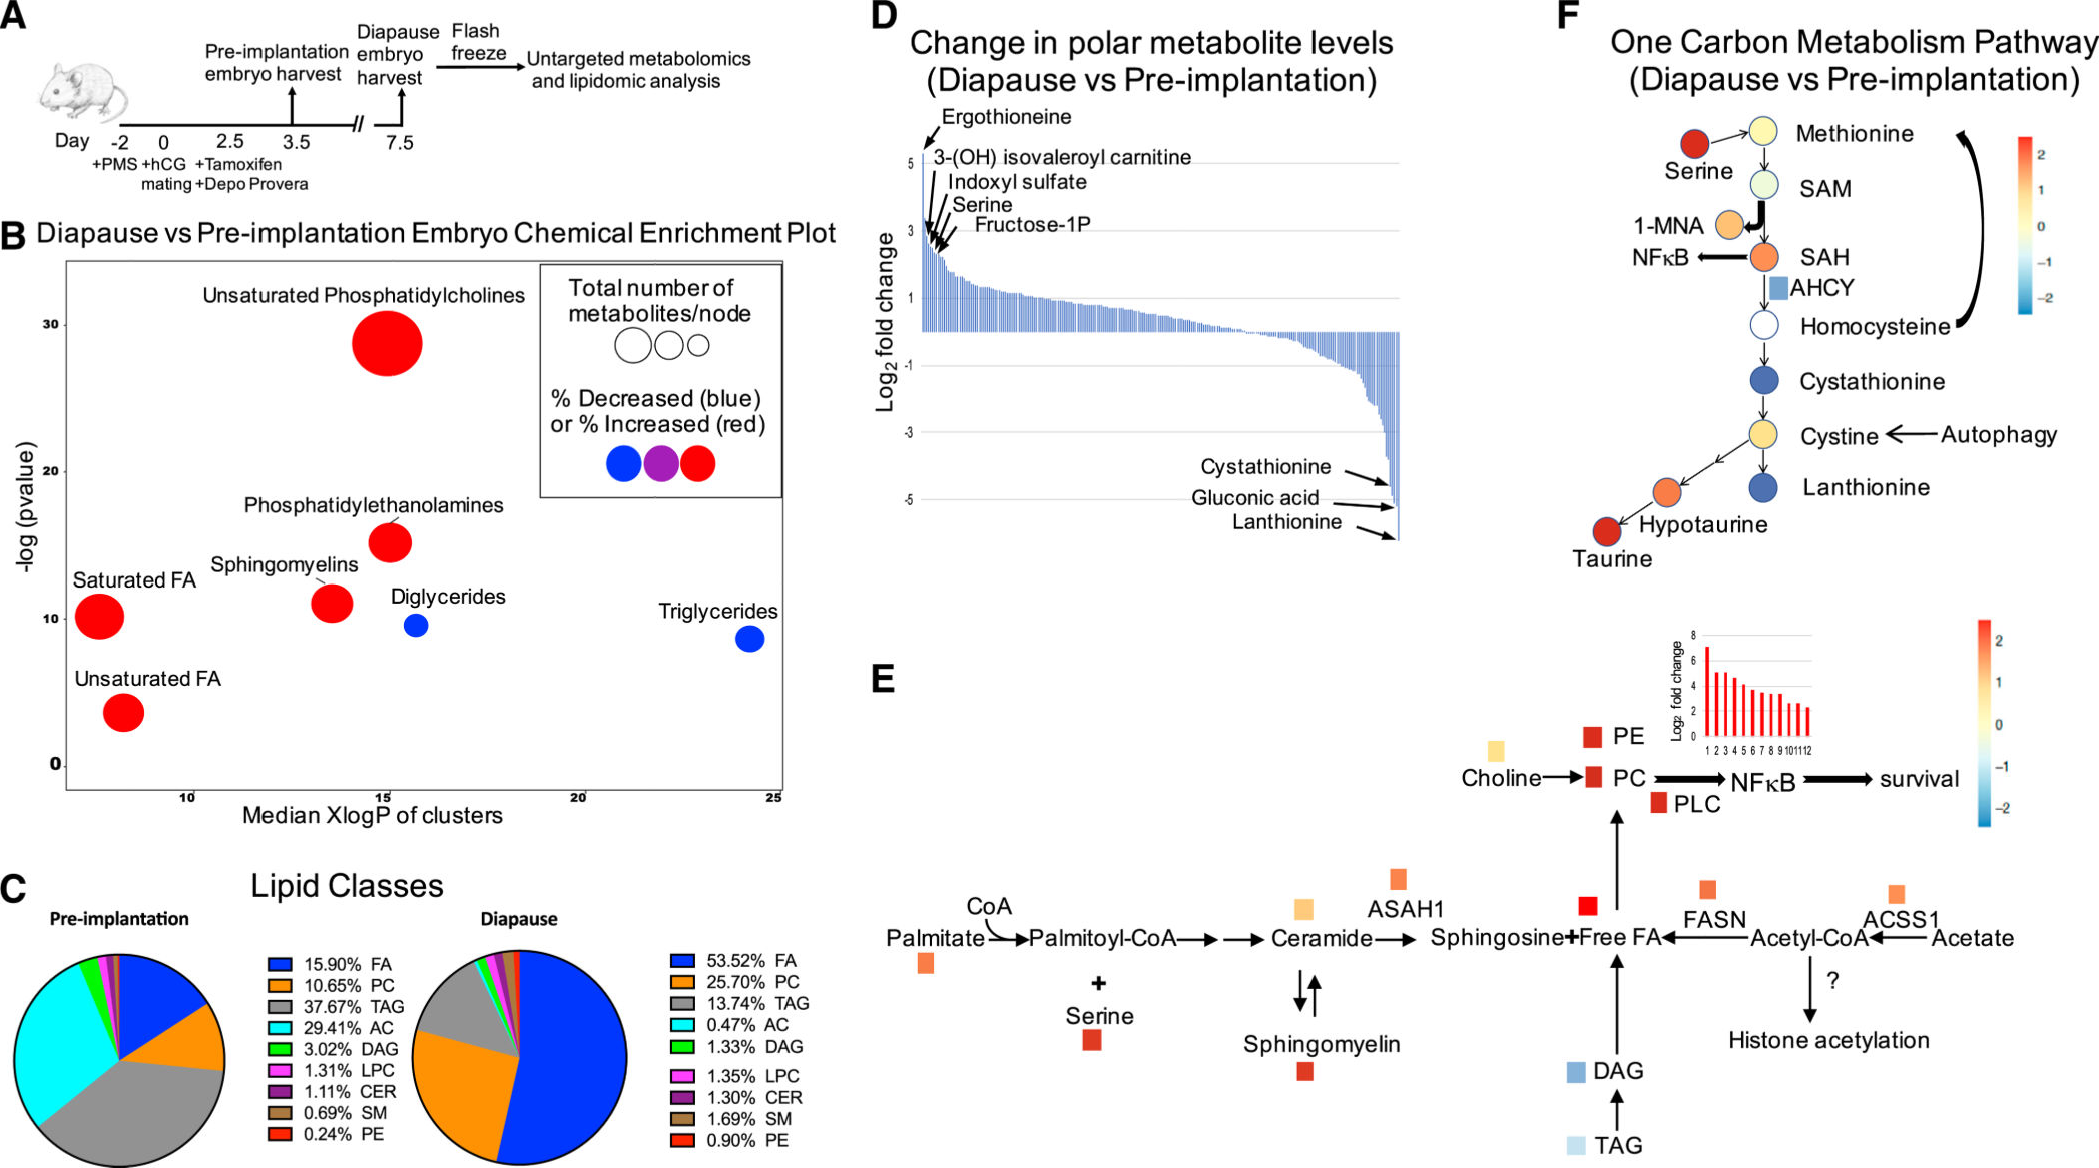 A
Pre-implantation
embryo harvest
Diapause
embryo
harvest
Flash
freeze
Untargeted metabolomics
and lipidomic analysis
Day -2 0 2.5 3.5 7.5
+PMS +hCG +Tamoxifen
mating +Depo Provera
B Diapause vs Pre-implantation Embryo Chemical Enrichment Plot
Unsaturated Phosphatidylcholines
Total number of
metabolites/node
% Decreased (blue)
or % Increased (red)
Phosphatidylethanolamines
Sphingomyelins
Saturated FA
Diglycerides
Triglycerides
Unsaturated FA
-log (pvalue)
30
20
10
0
10 15 20 25
Median XlogP of clusters
C
Lipid Classes
Pre-implantation
15.90% FA
10.65% PC
37.67% TAG
29.41% AC
3.02% DAG
1.31% LPC
1.11% CER
0.69% SM
0.24% PE
Diapause
53.52% FA
25.70% PC
13.74% TAG
0.47% AC
1.33% DAG
1.35% LPC
1.30% CER
1.69% SM
0.90% PE
D
Change in polar metabolite levels
(Diapause vs Pre-implantation)
Ergothioneine
3-(OH) isovaleroyl carnitine
Indoxyl sulfate
Serine
Fructose-1P
Log2 fold change
5
3
1
-1
-3
-5
Cystathionine
Gluconic acid
Lanthionine
E
Log2 fold change
8
6
4
2
0
1 2 3 4 5 6 7 8 9 10 11 12
PE
Choline
PC
NFκB
survival
PLC
2
1
0
−1
−2
CoA
Palmitate
Palmitoyl-CoA
Ceramide
ASAH1
Sphingosine+Free FA
FASN
Acetyl-CoA
ACSS1
Acetate
+
Serine
Sphingomyelin
?
Histone acetylation
DAG
TAG
F
One Carbon Metabolism Pathway
(Diapause vs Pre-implantation)
Serine
Methionine
SAM
1-MNA
NFκB
SAH
AHCY
Homocysteine
Cystathionine
Cystine
Autophagy
Lanthionine
Hypotaurine
Taurine
2
1
0
−1
−2